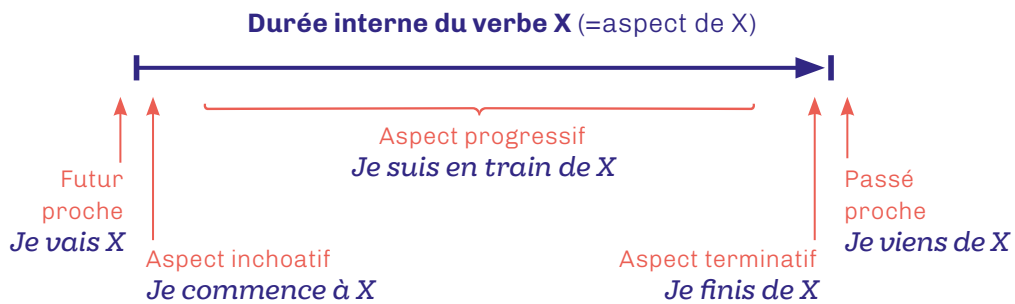 Durée interne du verbe X (=aspect de X)
Aspect progressif
Je suis en train de X
Futur
proche
Je vais X
Passé
proche
Je viens de X
Aspect inchoatif
Je commence à X
Aspect terminatif
Je finis de X